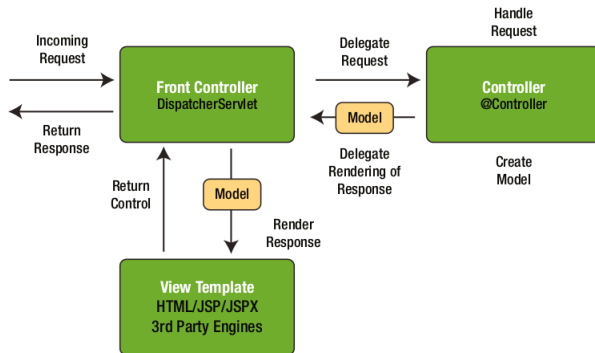 Incoming
Request
Return
Response
Front Controller
DispatcherServlet
Delegate
Request
Model
Delegate
Rendering of
Response
Handle
Request
Controller
@Controller
Create
Model
Return
Control
Model
Render
Response
View Template
HTML/JSP/JSPX
3rd Party Engines